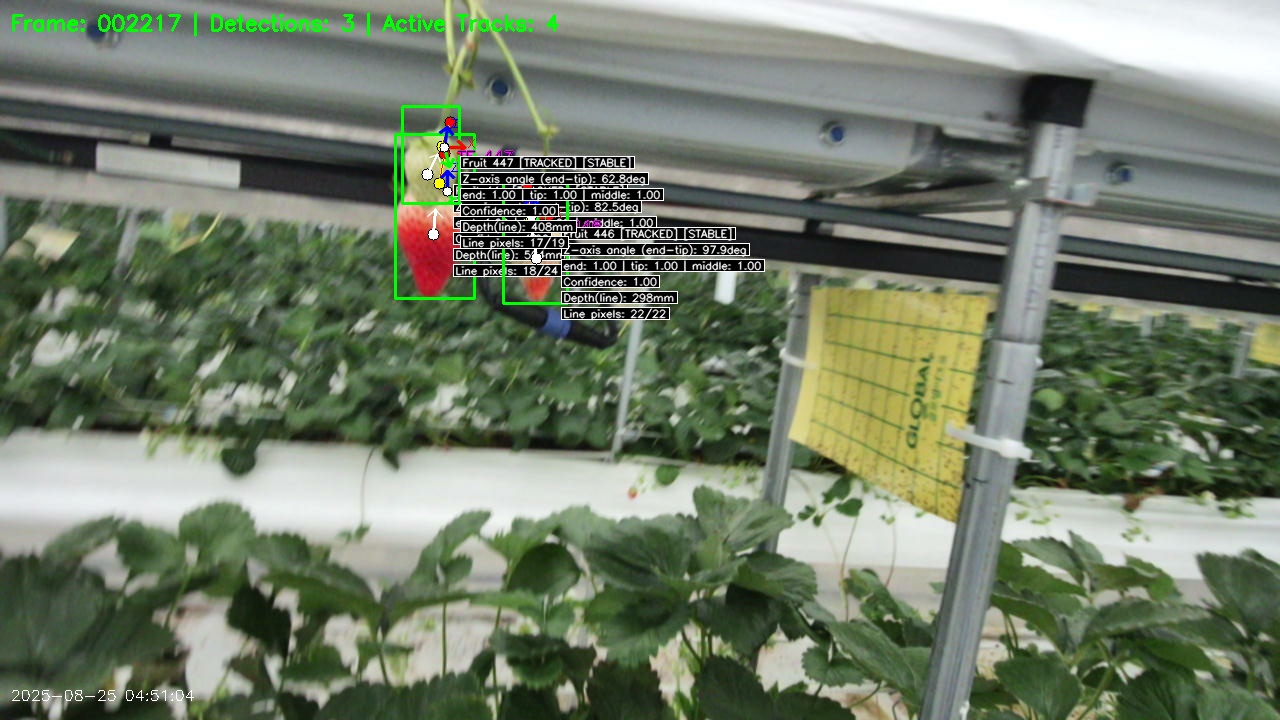 Frame: 002217 | Detections: 3 | Active Tracks: 4
Fruit 447 [TRACKED] [STABLE]
Z-axis angle (end-tip): 62.8deg
end: 1.00 | tip: 1.00 | middle: 1.00
Confidence: 1.00
Depth(line): 408mm
Line pixels: 17/19
82.5deg
1.00
Line pixels: 18/24
Fruit 446 [TRACKED] [STABLE]
Z-axis angle (end-tip): 97.9deg
end: 1.00 | tip: 1.00 | middle: 1.00
Confidence: 1.00
Depth(line): 298mm
Line pixels: 22/22
GLOBAL
2025-08-25 04:51:04